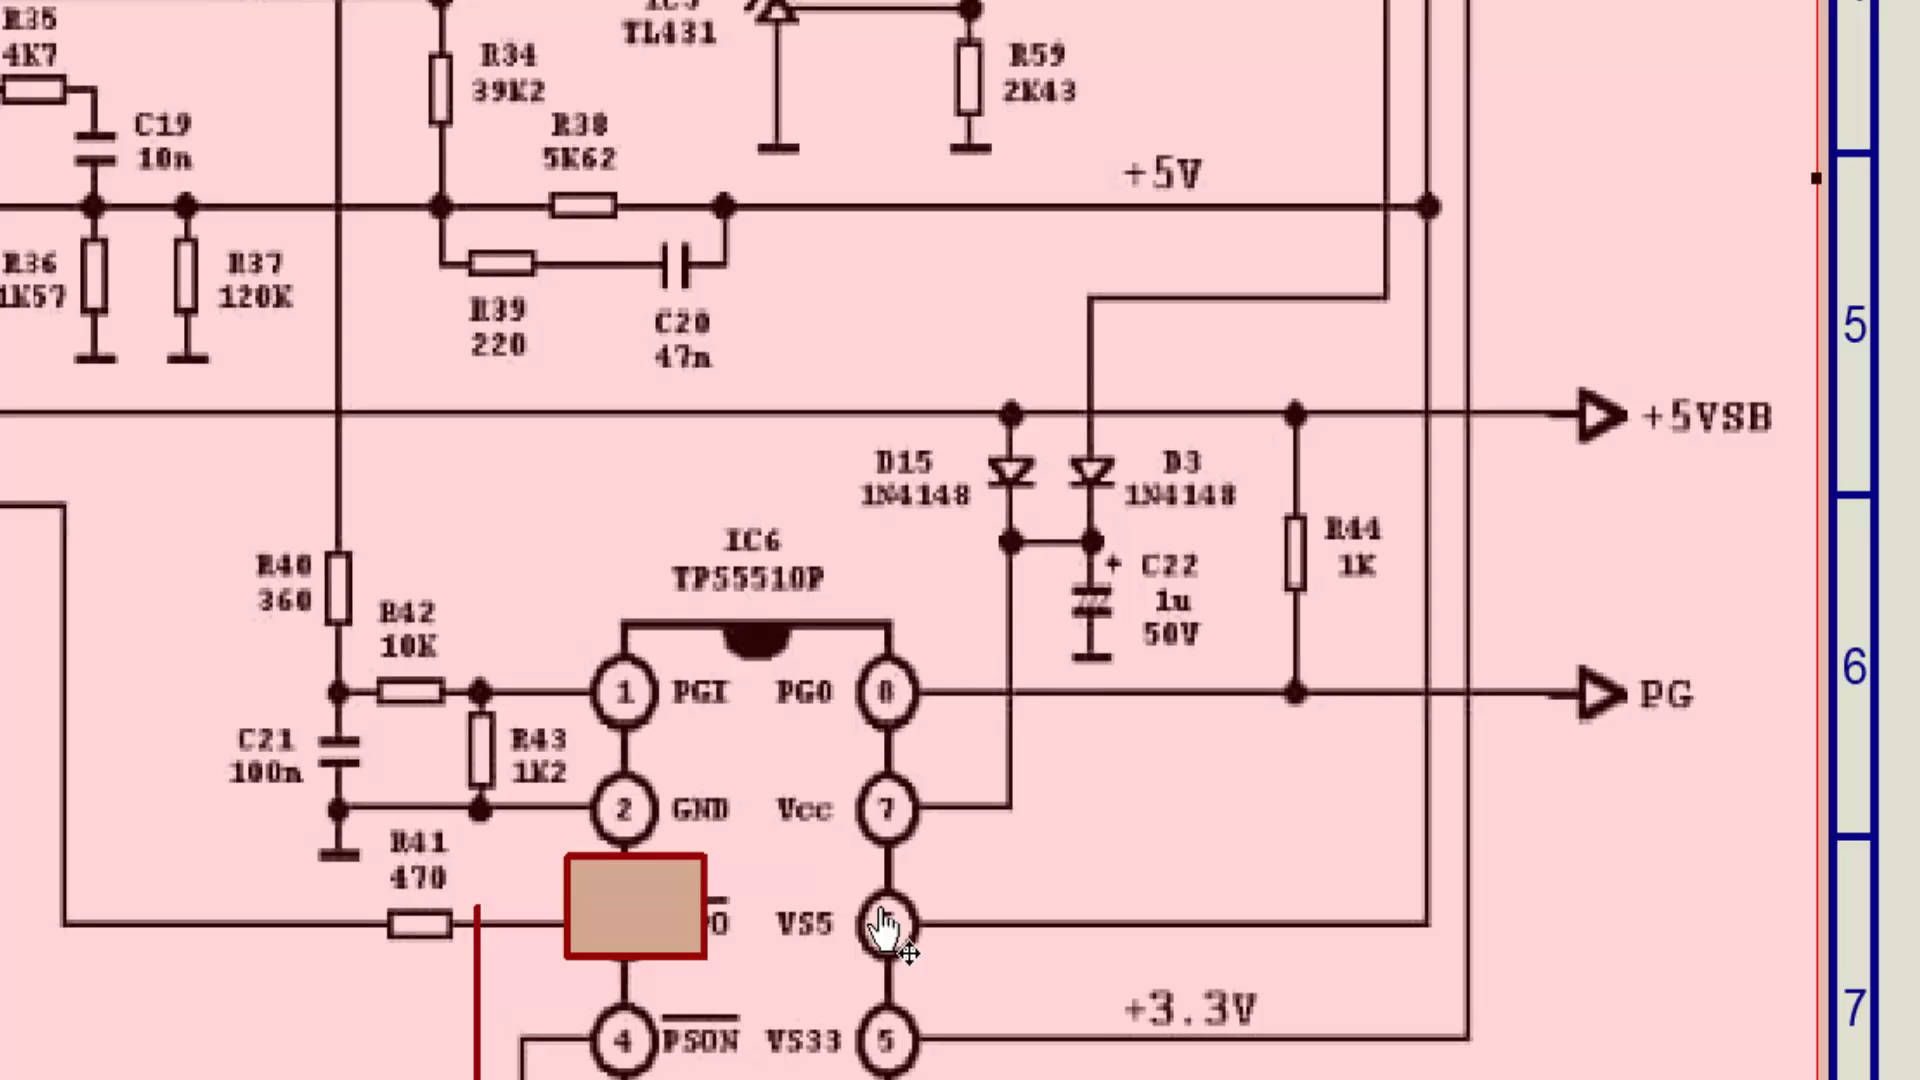 R35
4K7
TL431
R34
39K2
R59
2K43
C19
10n
R38
5K62
+5V
R36
1K57
R37
120K
R39
220
C20
47n
5
+5VSB
D15
1N4148
D3
1N4148
IC6
TPS5510P
R44
1K
+ C22
1u
50V
R40
360
R42
10K
6
1 PGI PGO 8
PG
C21
100n
R43
1K2
2 GND Vcc 7
R41
470
O VS5
+3.3V
7
4 PSON VS33 5